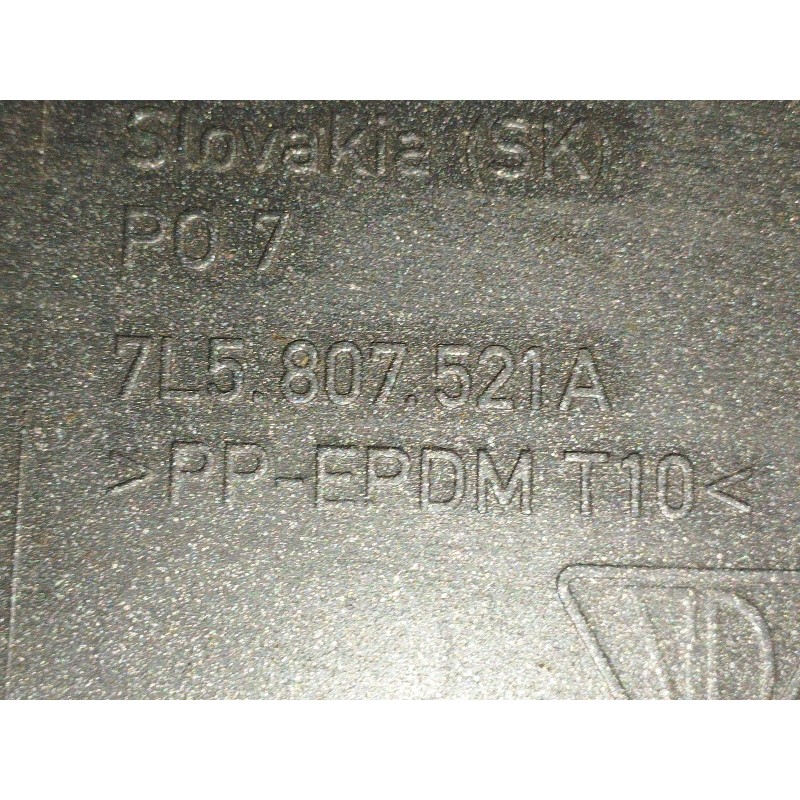 Slovakia (SK)
PO 7
7L5.807.521A
>PP-EPDM T10<